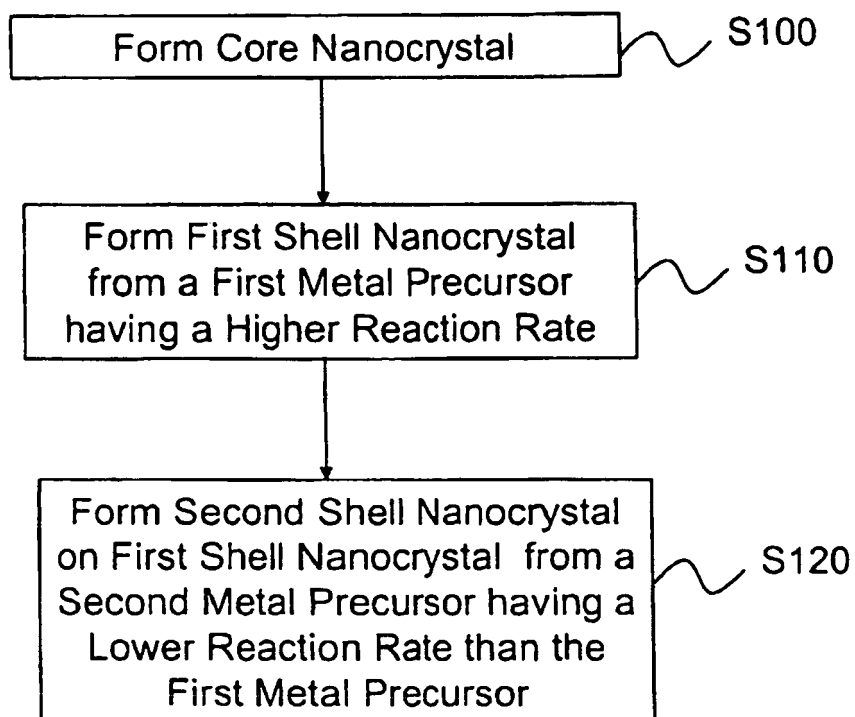 Form Core Nanocrystal
S100
Form First Shell Nanocrystal
from a First Metal Precursor
having a Higher Reaction Rate
S110
Form Second Shell Nanocrystal
on First Shell Nanocrystal from a
Second Metal Precursor having a
Lower Reaction Rate than the
First Metal Precursor
S120